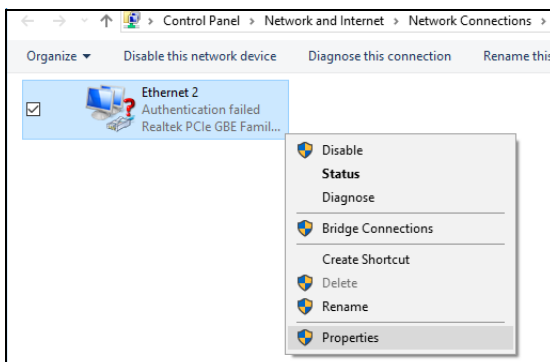 Control Panel > Network and Internet > Network Connections >
Organize Disable this network device Diagnose this connection Rename this
Ethernet 2
Authentication failed
Realtek PCIe GBE Famil...
Disable
Status
Diagnose
Bridge Connections
Create Shortcut
Delete
Rename
Properties